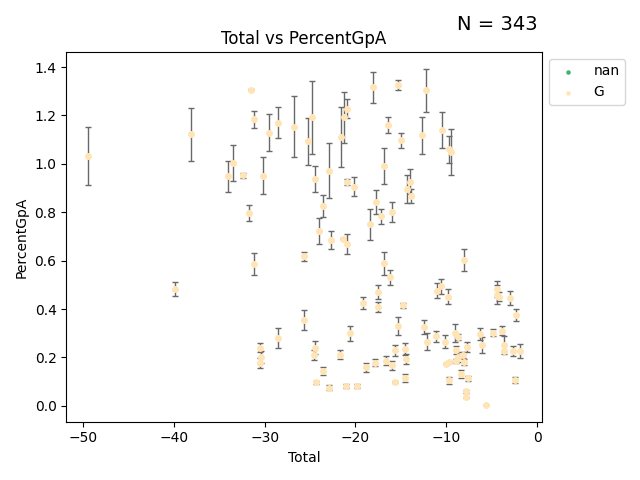 N = 343
Total vs PercentGpA
nan
G
PercentGpA
1.4
1.2
1.0
0.8
0.6
0.4
0.2
0.0
−50 −40 −30 −20 −10 0
Total